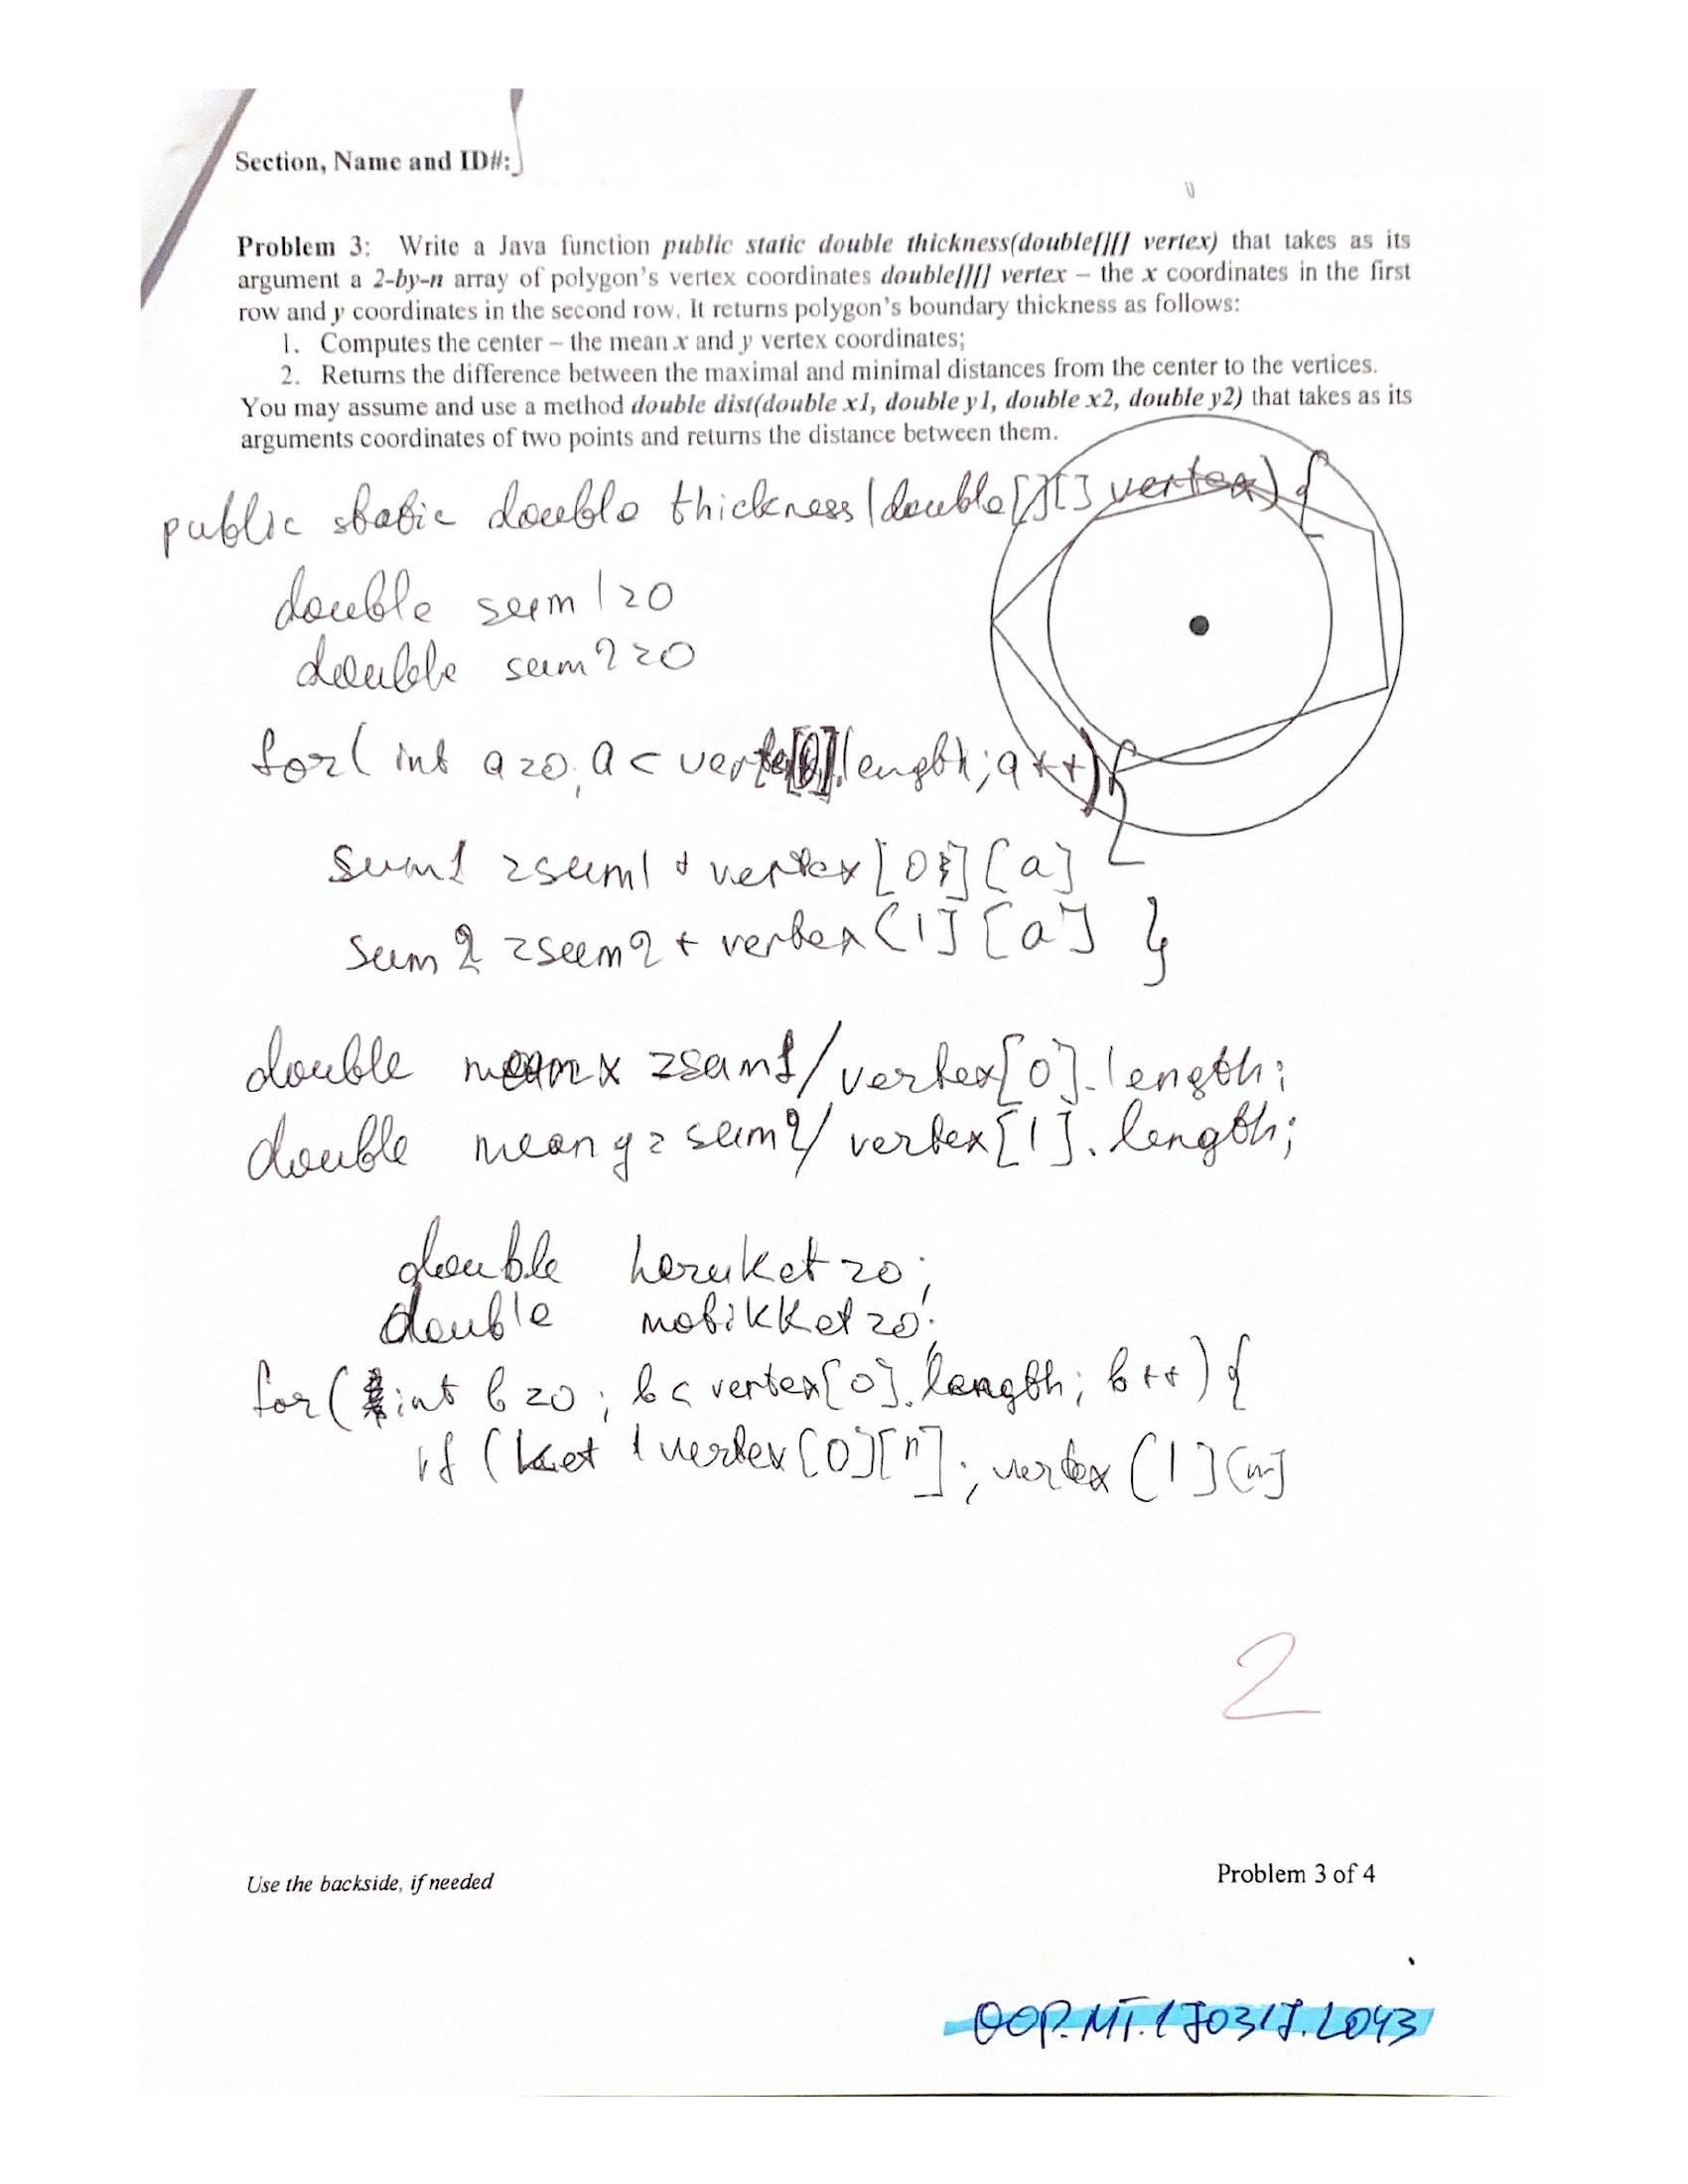 Section, Name and ID#:
Problem 3: Write a Java function public static double thickness(double[][] vertex) that takes as its
argument a 2-by-n array of polygon's vertex coordinates double[][] vertex – the x coordinates in the first
row and y coordinates in the second row. It returns polygon's boundary thickness as follows:
1. Computes the center – the mean x and y vertex coordinates;
2. Returns the difference between the maximal and minimal distances from the center to the vertices.
You may assume and use a method double dist(double x1, double y1, double x2, double y2) that takes as its
arguments coordinates of two points and returns the distance between them.
public static double thickness(double[][] vertex) {
double sum1=0
double sum2=0
for( int a=0; a < vertex[0].length; a++) {
sum1 =sum1 + vertex[0][a]
sum2 =sum2 + vertex[1][a] }
double meanx =sum1/vertex[0].length;
double meany = sum2/vertex[1].length;
double heruket=0;
double motikket=0;
for( int b=0; b< vertex[0].length; b++) {
if (ket (vertex[0][n]; vertex[1][n]
2
Use the backside, if needed
Problem 3 of 4
OOP.MT.1